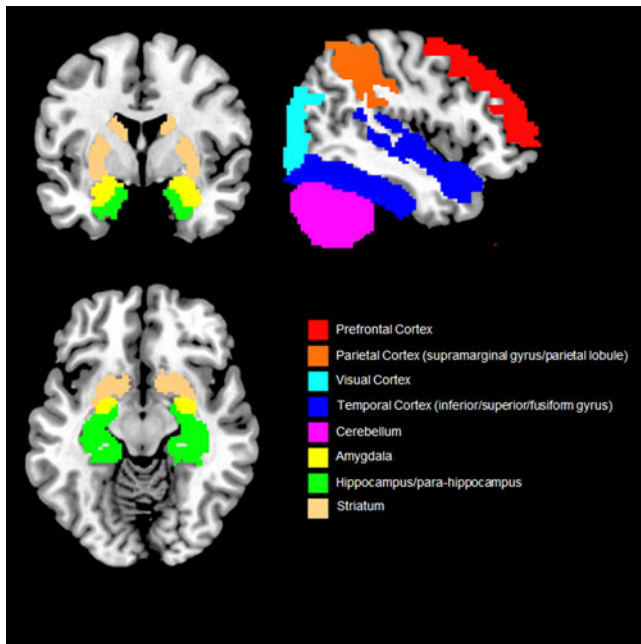 Prefrontal Cortex
Parietal Cortex (supramarginal gyrus/parietal lobule)
Visual Cortex
Temporal Cortex (inferior/superior/fusiform gyrus)
Cerebellum
Amygdala
Hippocampus/para-hippocampus
Striatum